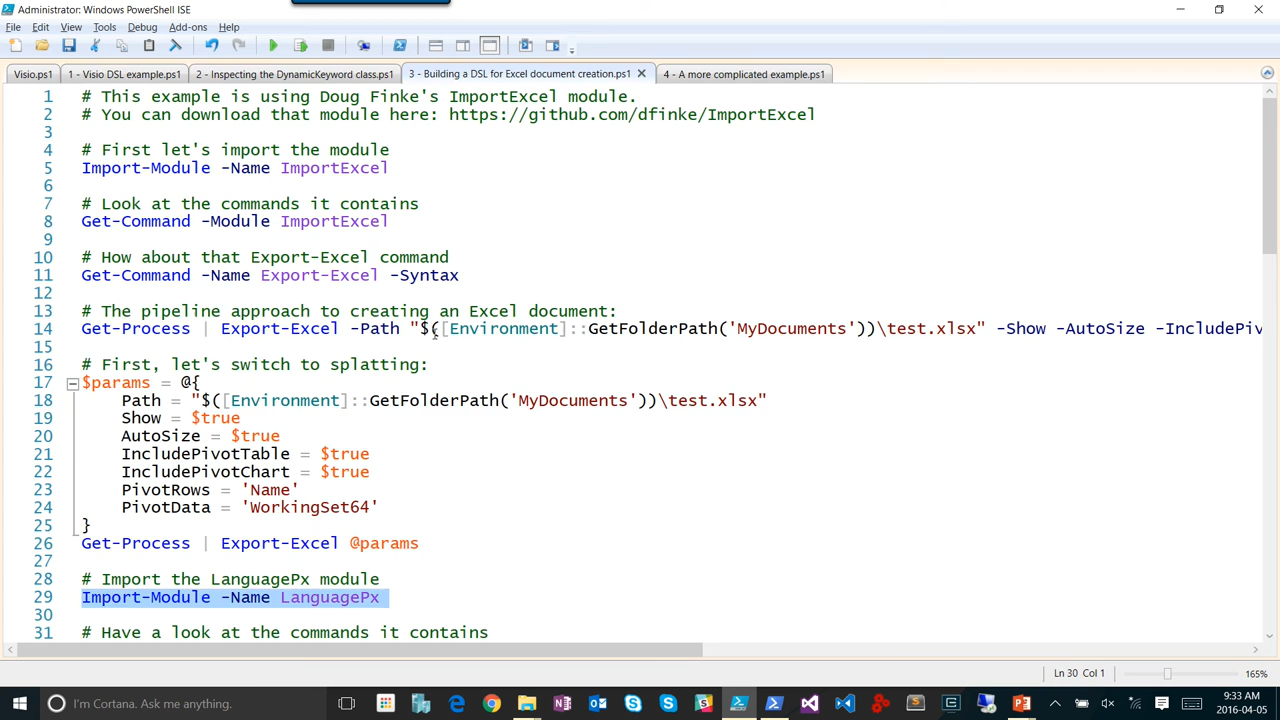 Administrator: Windows PowerShell ISE
File Edit View Tools Debug Add-ons Help
Visio.ps1 1 - Visio DSL example.ps1 2 - Inspecting the DynamicKeyword class.ps1 3 - Building a DSL for Excel document creation.ps1 4 - A more complicated example.ps1
1 # This example is using Doug Finke's ImportExcel module.
2 # You can download that module here: https://github.com/dfinke/ImportExcel
3
4 # First let's import the module
5 Import-Module -Name ImportExcel
6
7 # Look at the commands it contains
8 Get-Command -Module ImportExcel
9
10 # How about that Export-Excel command
11 Get-Command -Name Export-Excel -Syntax
12
13 # The pipeline approach to creating an Excel document:
14 Get-Process | Export-Excel -Path "$([Environment]::GetFolderPath('MyDocuments'))\test.xlsx" -Show -AutoSize -IncludePiv
15
16 # First, let's switch to splatting:
17 $params = @{
18 Path = "$([Environment]::GetFolderPath('MyDocuments'))\test.xlsx"
19 Show = $true
20 AutoSize = $true
21 IncludePivotTable = $true
22 IncludePivotChart = $true
23 PivotRows = 'Name'
24 PivotData = 'WorkingSet64'
25 }
26 Get-Process | Export-Excel @params
27
28 # Import the LanguagePx module
29 Import-Module -Name LanguagePx
30
31 # Have a look at the commands it contains
Ln 30 Col 1 165%
I'm Cortana. Ask me anything.
9:33 AM
2016-04-05